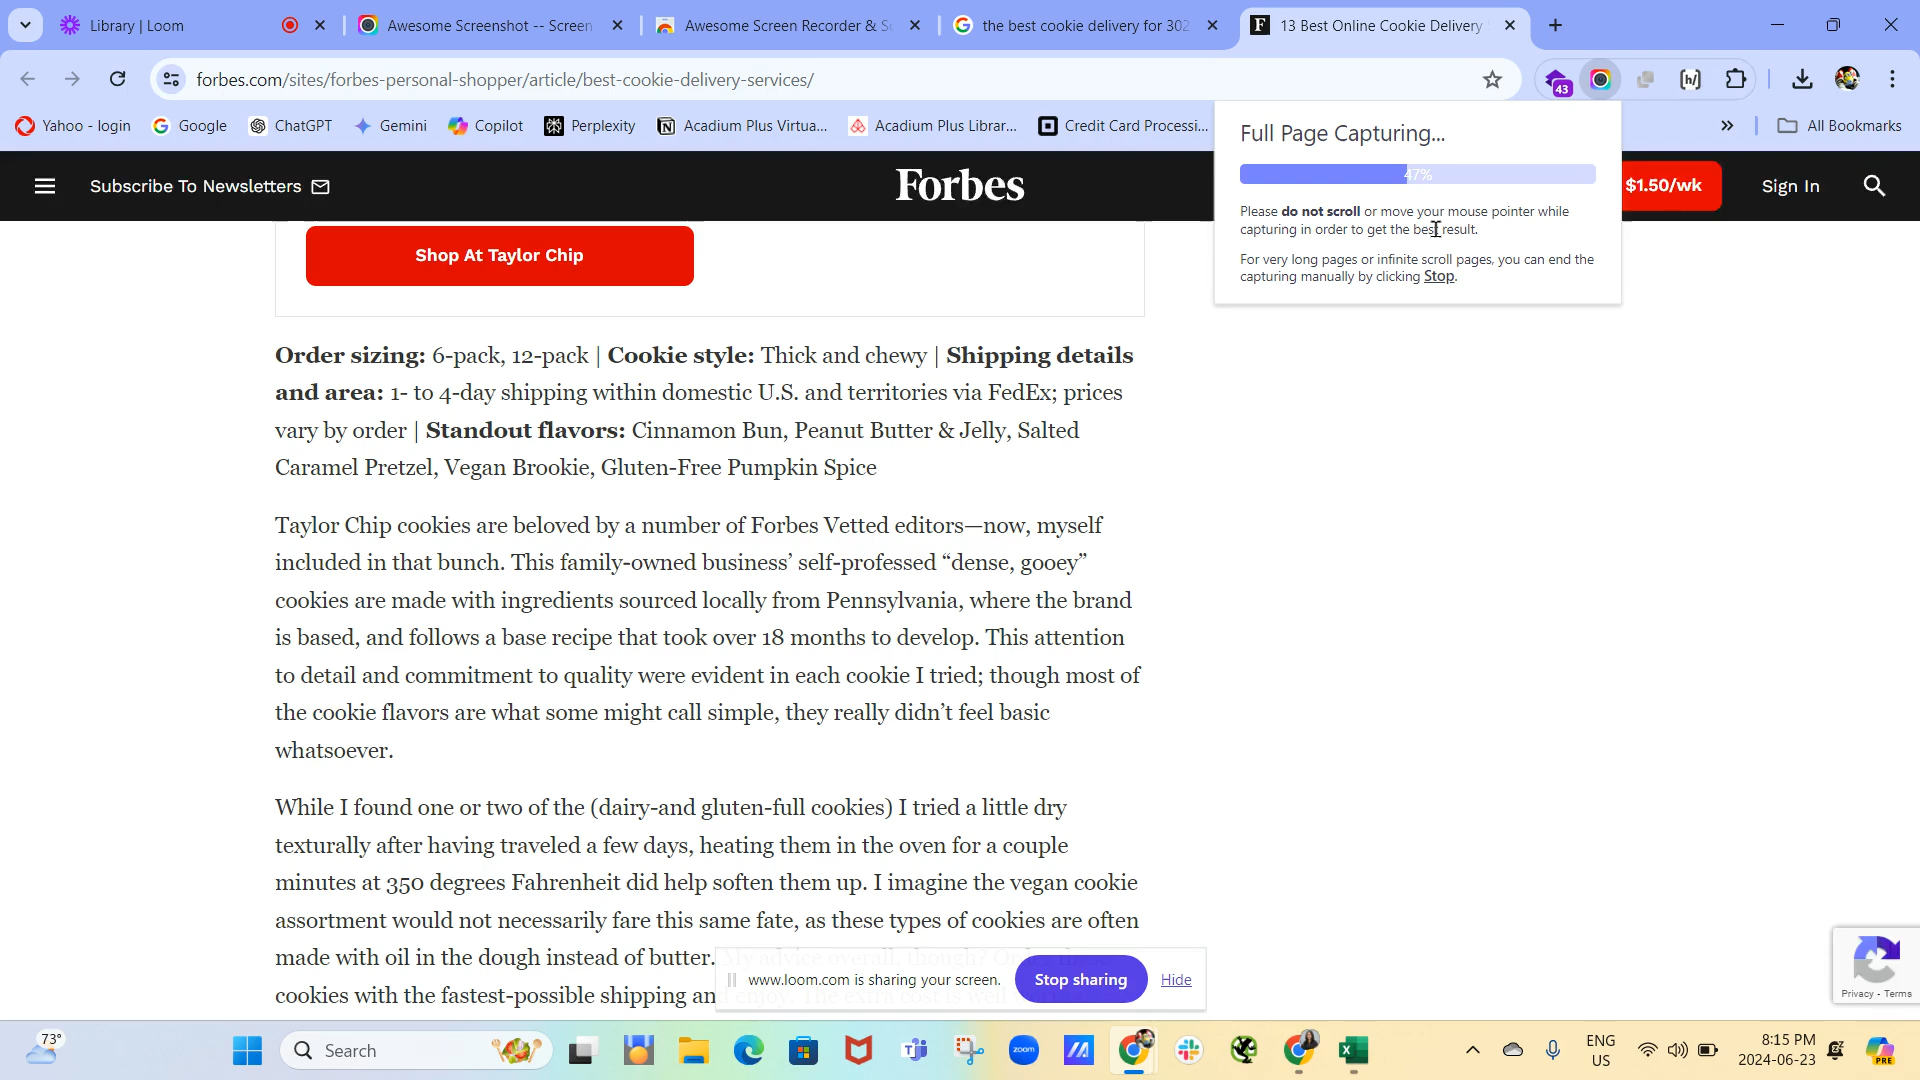 Library | Loom
Awesome Screenshot -- Screen
Awesome Screen Recorder & Sc
the best cookie delivery for 302
F
13 Best Online Cookie Delivery
forbes.com/sites/forbes-personal-shopper/article/best-cookie-delivery-services/
43
[h/]
Yahoo - login
Google
ChatGPT
Gemini
Copilot
Perplexity
Acadium Plus Virtua...
Acadium Plus Librar...
Credit Card Processi...
»
All Bookmarks
Full Page Capturing...
47%
Please do not scroll or move your mouse pointer while
capturing in order to get the best result.
For very long pages or infinite scroll pages, you can end the
capturing manually by clicking Stop.
Subscribe To Newsletters
Forbes
$1.50/wk
Sign In
Shop At Taylor Chip
Order sizing: 6-pack, 12-pack | Cookie style: Thick and chewy | Shipping details
and area: 1- to 4-day shipping within domestic U.S. and territories via FedEx; prices
vary by order | Standout flavors: Cinnamon Bun, Peanut Butter & Jelly, Salted
Caramel Pretzel, Vegan Brookie, Gluten-Free Pumpkin Spice
Taylor Chip cookies are beloved by a number of Forbes Vetted editors—now, myself
included in that bunch. This family-owned business’ self-professed “dense, gooey”
cookies are made with ingredients sourced locally from Pennsylvania, where the brand
is based, and follows a base recipe that took over 18 months to develop. This attention
to detail and commitment to quality were evident in each cookie I tried; though most of
the cookie flavors are what some might call simple, they really didn’t feel basic
whatsoever.
While I found one or two of the (dairy-and gluten-full cookies) I tried a little dry
texturally after having traveled a few days, heating them in the oven for a couple
minutes at 350 degrees Fahrenheit did help soften them up. I imagine the vegan cookie
assortment would not necessarily fare this same fate, as these types of cookies are often
made with oil in the dough instead of butter. My advice overall, though?
cookies with the fastest-possible shipping and enjoy. The extra cost is well
www.loom.com is sharing your screen.
Stop sharing
Hide
Privacy - Terms
73°
Search
zoom
ENG
US
8:15 PM
2024-06-23
PRE